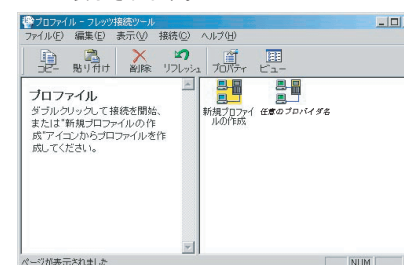 プロファイル - フレッツ接続ツール
ファイル(F) 編集(E) 表示(V) 接続(C) ヘルプ(H)
コピー 貼り付け 削除 リフレッシュ プロパティ ビュー
プロファイル
ダブルクリックして接続を開始、
または"新規プロファイルの作
成"アイコンからプロファイルを作
成してください。
新規プロファイ
ルの作成
任意のプロバイダ名
ページが表示されました
NUM